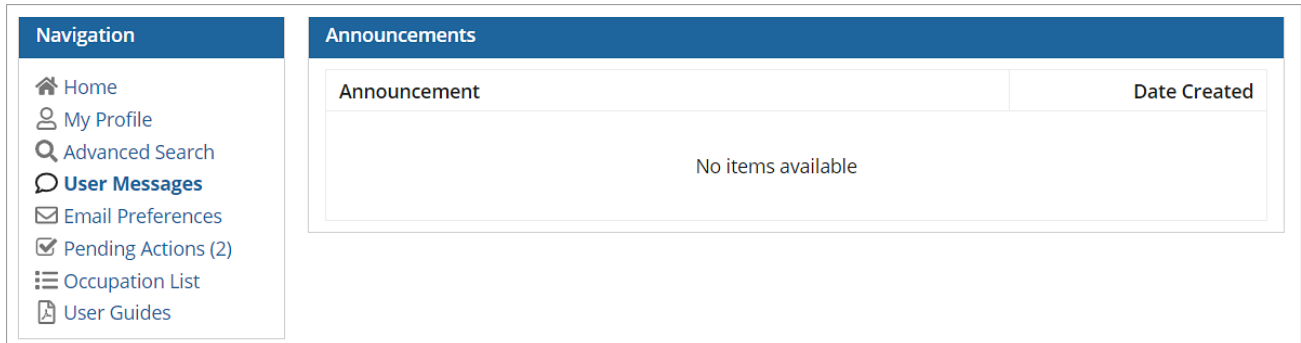 Navigation
Home
My Profile
Advanced Search
User Messages
Email Preferences
Pending Actions (2)
Occupation List
User Guides
Announcements
Announcement Date Created
No items available